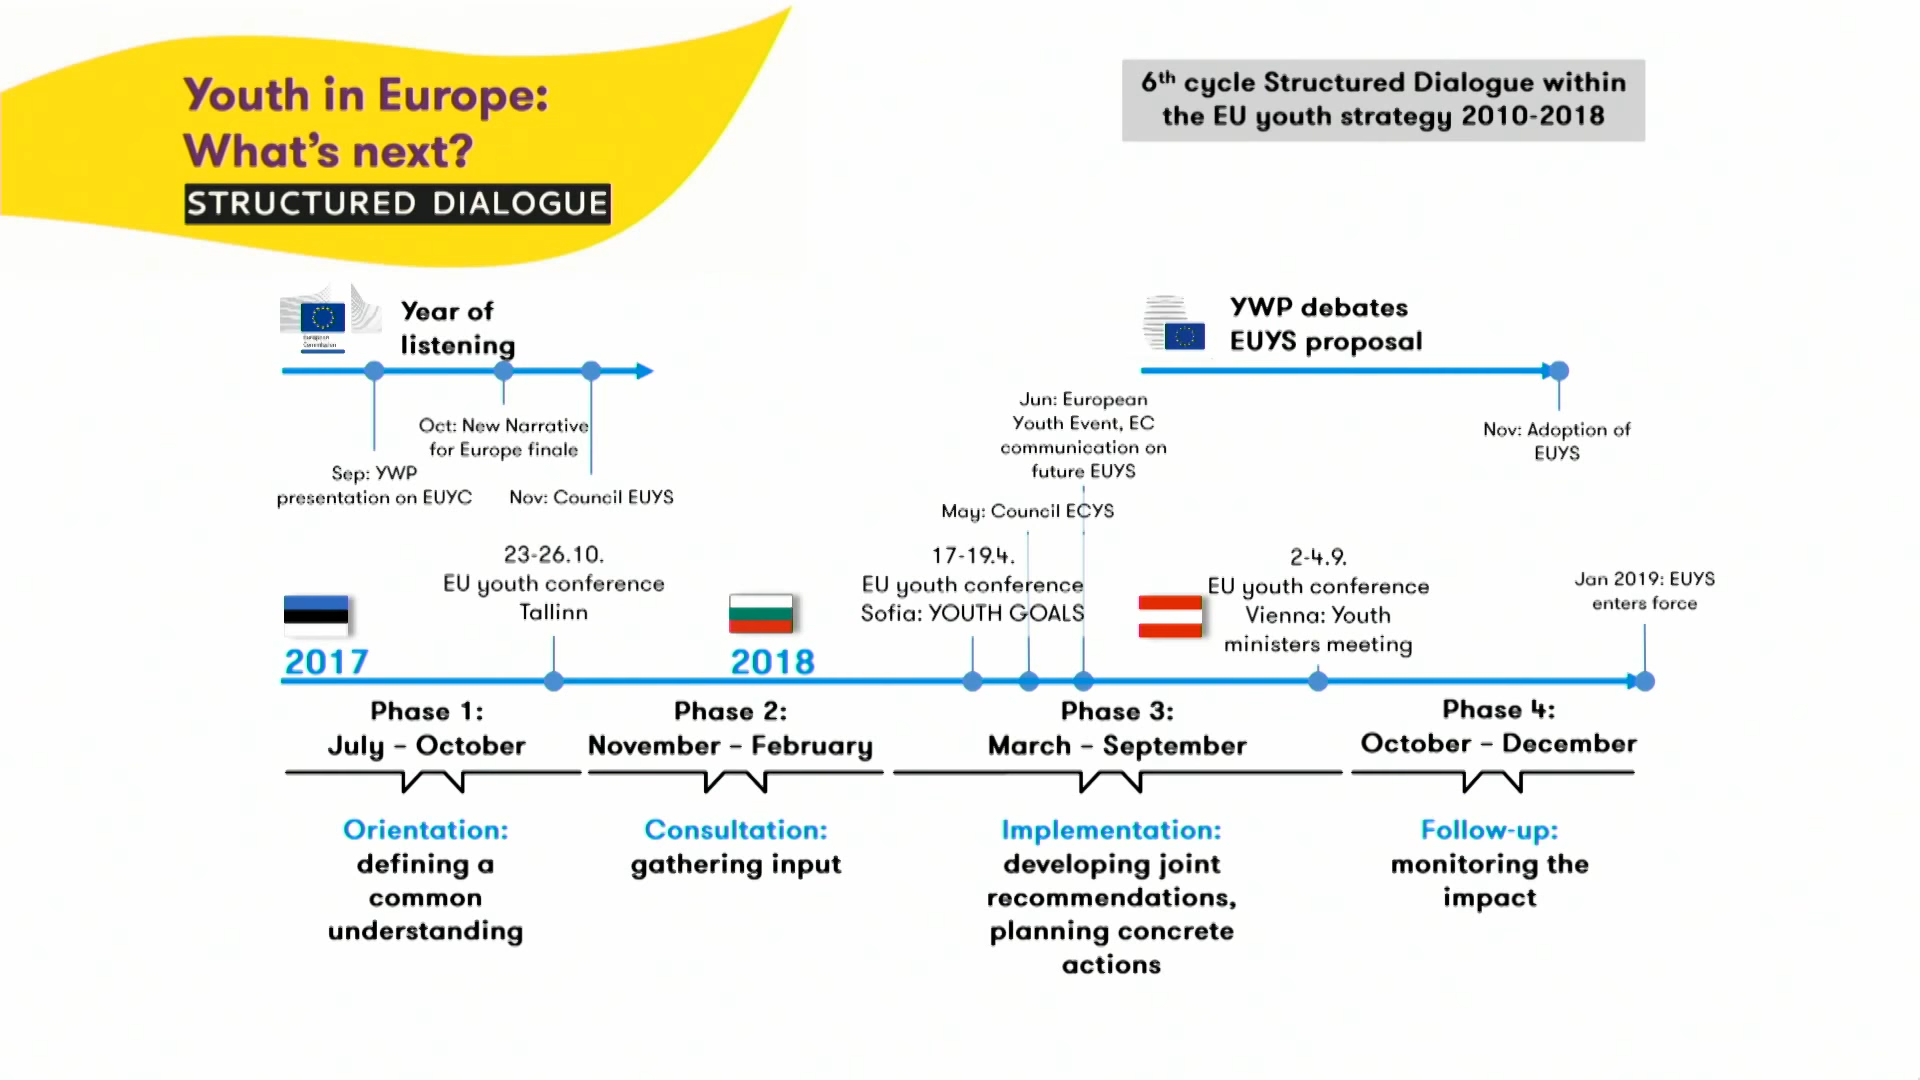 Youth in Europe:
What's next?
STRUCTURED DIALOGUE
6th cycle Structured Dialogue within
the EU youth strategy 2010-2018
European
Commission
Year of
listening
YWP debates
EUYS proposal
Oct: New Narrative
for Europe finale
Sep: YWP
presentation on EUYC
Nov: Council EUYS
Jun: European
Youth Event, EC
communication on
future EUYS
May: Council ECYS
Nov: Adoption of
EUYS
23-26.10.
EU youth conference
Tallinn
17-19.4.
EU youth conference
Sofia: YOUTH GOALS
2-4.9.
EU youth conference
Vienna: Youth
ministers meeting
Jan 2019: EUYS
enters force
2017
2018
Phase 1:
July – October
Phase 2:
November – February
Phase 3:
March – September
Phase 4:
October – December
Orientation:
defining a
common
understanding
Consultation:
gathering input
Implementation:
developing joint
recommendations,
planning concrete
actions
Follow-up:
monitoring the
impact